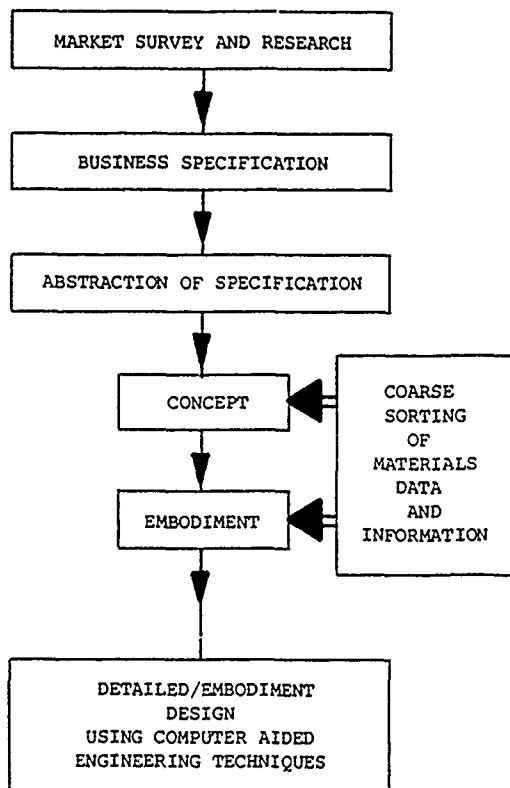 MARKET SURVEY AND RESEARCH
BUSINESS SPECIFICATION
ABSTRACTION OF SPECIFICATION
CONCEPT
COARSE
SORTING
OF
MATERIALS
DATA
AND
INFORMATION
EMBODIMENT
DETAILED/EMBODIMENT
DESIGN
USING COMPUTER AIDED
ENGINEERING TECHNIQUES